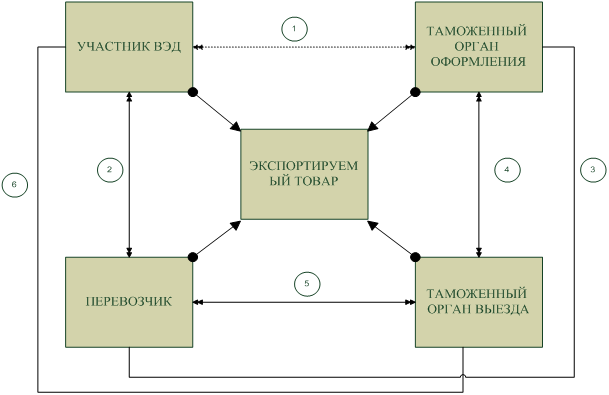 1
УЧАСТНИК ВЭД
ТАМОЖЕННЫЙ
ОРГАН
ОФОРМЛЕНИЯ
2
ЭКСПОРТИРУЕМ
ЫЙ ТОВАР
4
3
6
5
ПЕРЕВОЗЧИК
ТАМОЖЕННЫЙ
ОРГАН ВЫЕЗДА